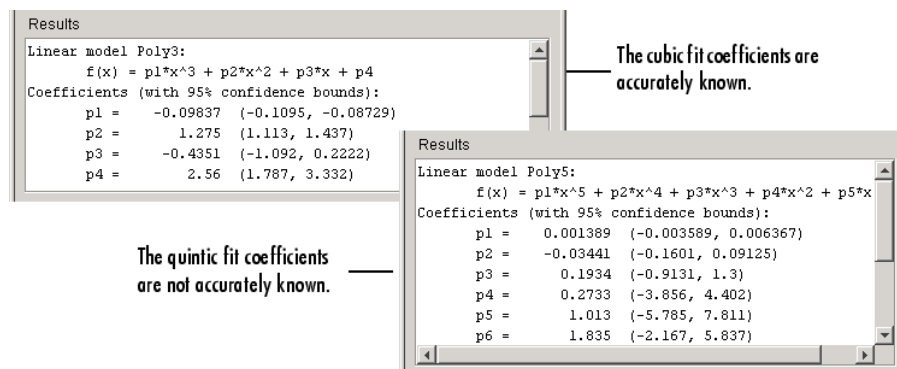 Results
Linear model Poly3:
f(x) = p1*x^3 + p2*x^2 + p3*x + p4
Coefficients (with 95% confidence bounds):
p1 = -0.09837 (-0.1095, -0.08729)
p2 = 1.275 (1.113, 1.437)
p3 = -0.4351 (-1.092, 0.2222)
p4 = 2.56 (1.787, 3.332)
The cubic fit coefficients are
accurately known.
Results
Linear model Poly5:
f(x) = p1*x^5 + p2*x^4 + p3*x^3 + p4*x^2 + p5*x
Coefficients (with 95% confidence bounds):
p1 = 0.001389 (-0.003589, 0.006367)
p2 = -0.03441 (-0.1601, 0.09125)
p3 = 0.1934 (-0.9131, 1.3)
p4 = 0.2733 (-3.856, 4.402)
p5 = 1.013 (-5.785, 7.811)
p6 = 1.835 (-2.167, 5.837)
The quintic fit coefficients
are not accurately known.